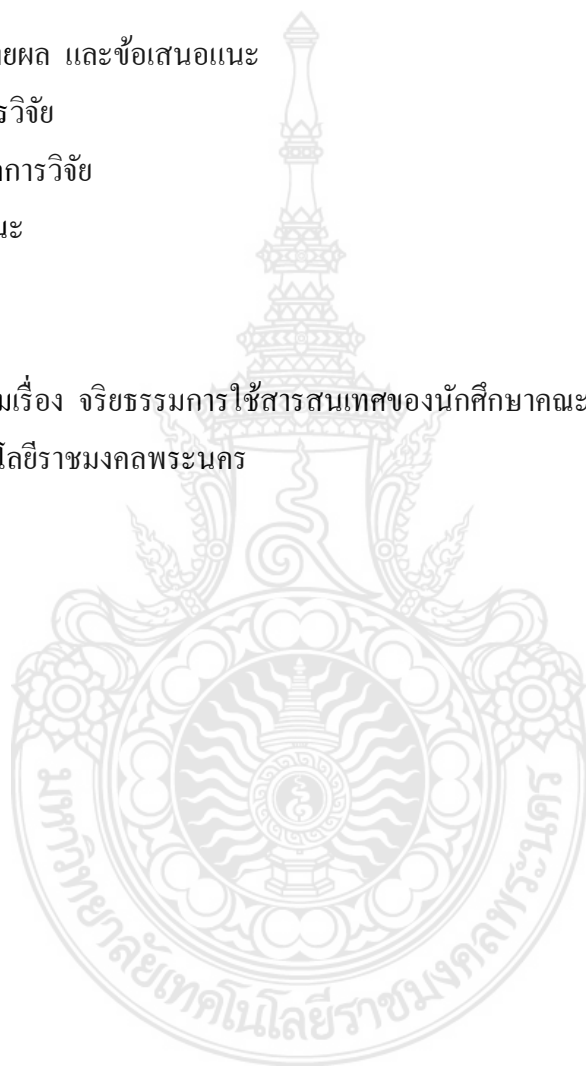 ยผล และข้อเสนอแนะ
รวิจัย
การวิจัย
นะ
มเรื่อง จริยธรรมการใช้สารสนเทศของนักศึกษาคณะ
โลยีราชมงคลพระนคร
มหาวิทยาลัยเทคโนโลยีราชมงคลพระนคร